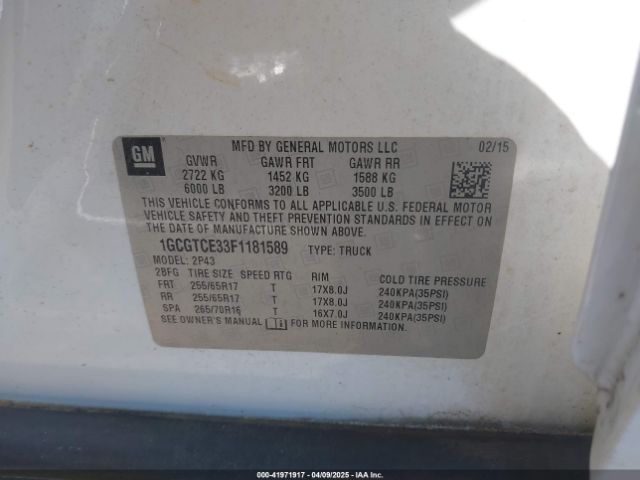 GM
MFD BY GENERAL MOTORS LLC 02/15
GVWR GAWR FRT GAWR RR
2722 KG 1452 KG 1588 KG
6000 LB 3200 LB 3500 LB
THIS VEHICLE CONFORMS TO ALL APPLICABLE U.S. FEDERAL MOTOR
VEHICLE SAFETY AND THEFT PREVENTION STANDARDS IN EFFECT ON
THE DATE OF MANUFACTURE SHOWN ABOVE.
1GCGTCE33F1181589 TYPE: TRUCK
MODEL: 2P43
2BFG TIRE SIZE SPEED RTG RIM COLD TIRE PRESSURE
FRT 255/65R17 T 17X8.0J 240KPA(35PSI)
RR 255/65R17 T 17X8.0J 240KPA(35PSI)
SPA 265/70R16 T 16X7.0J 240KPA(35PSI)
SEE OWNER'S MANUAL FOR MORE INFORMATION
000-41971917 - 04/09/2025 - IAAI.COM